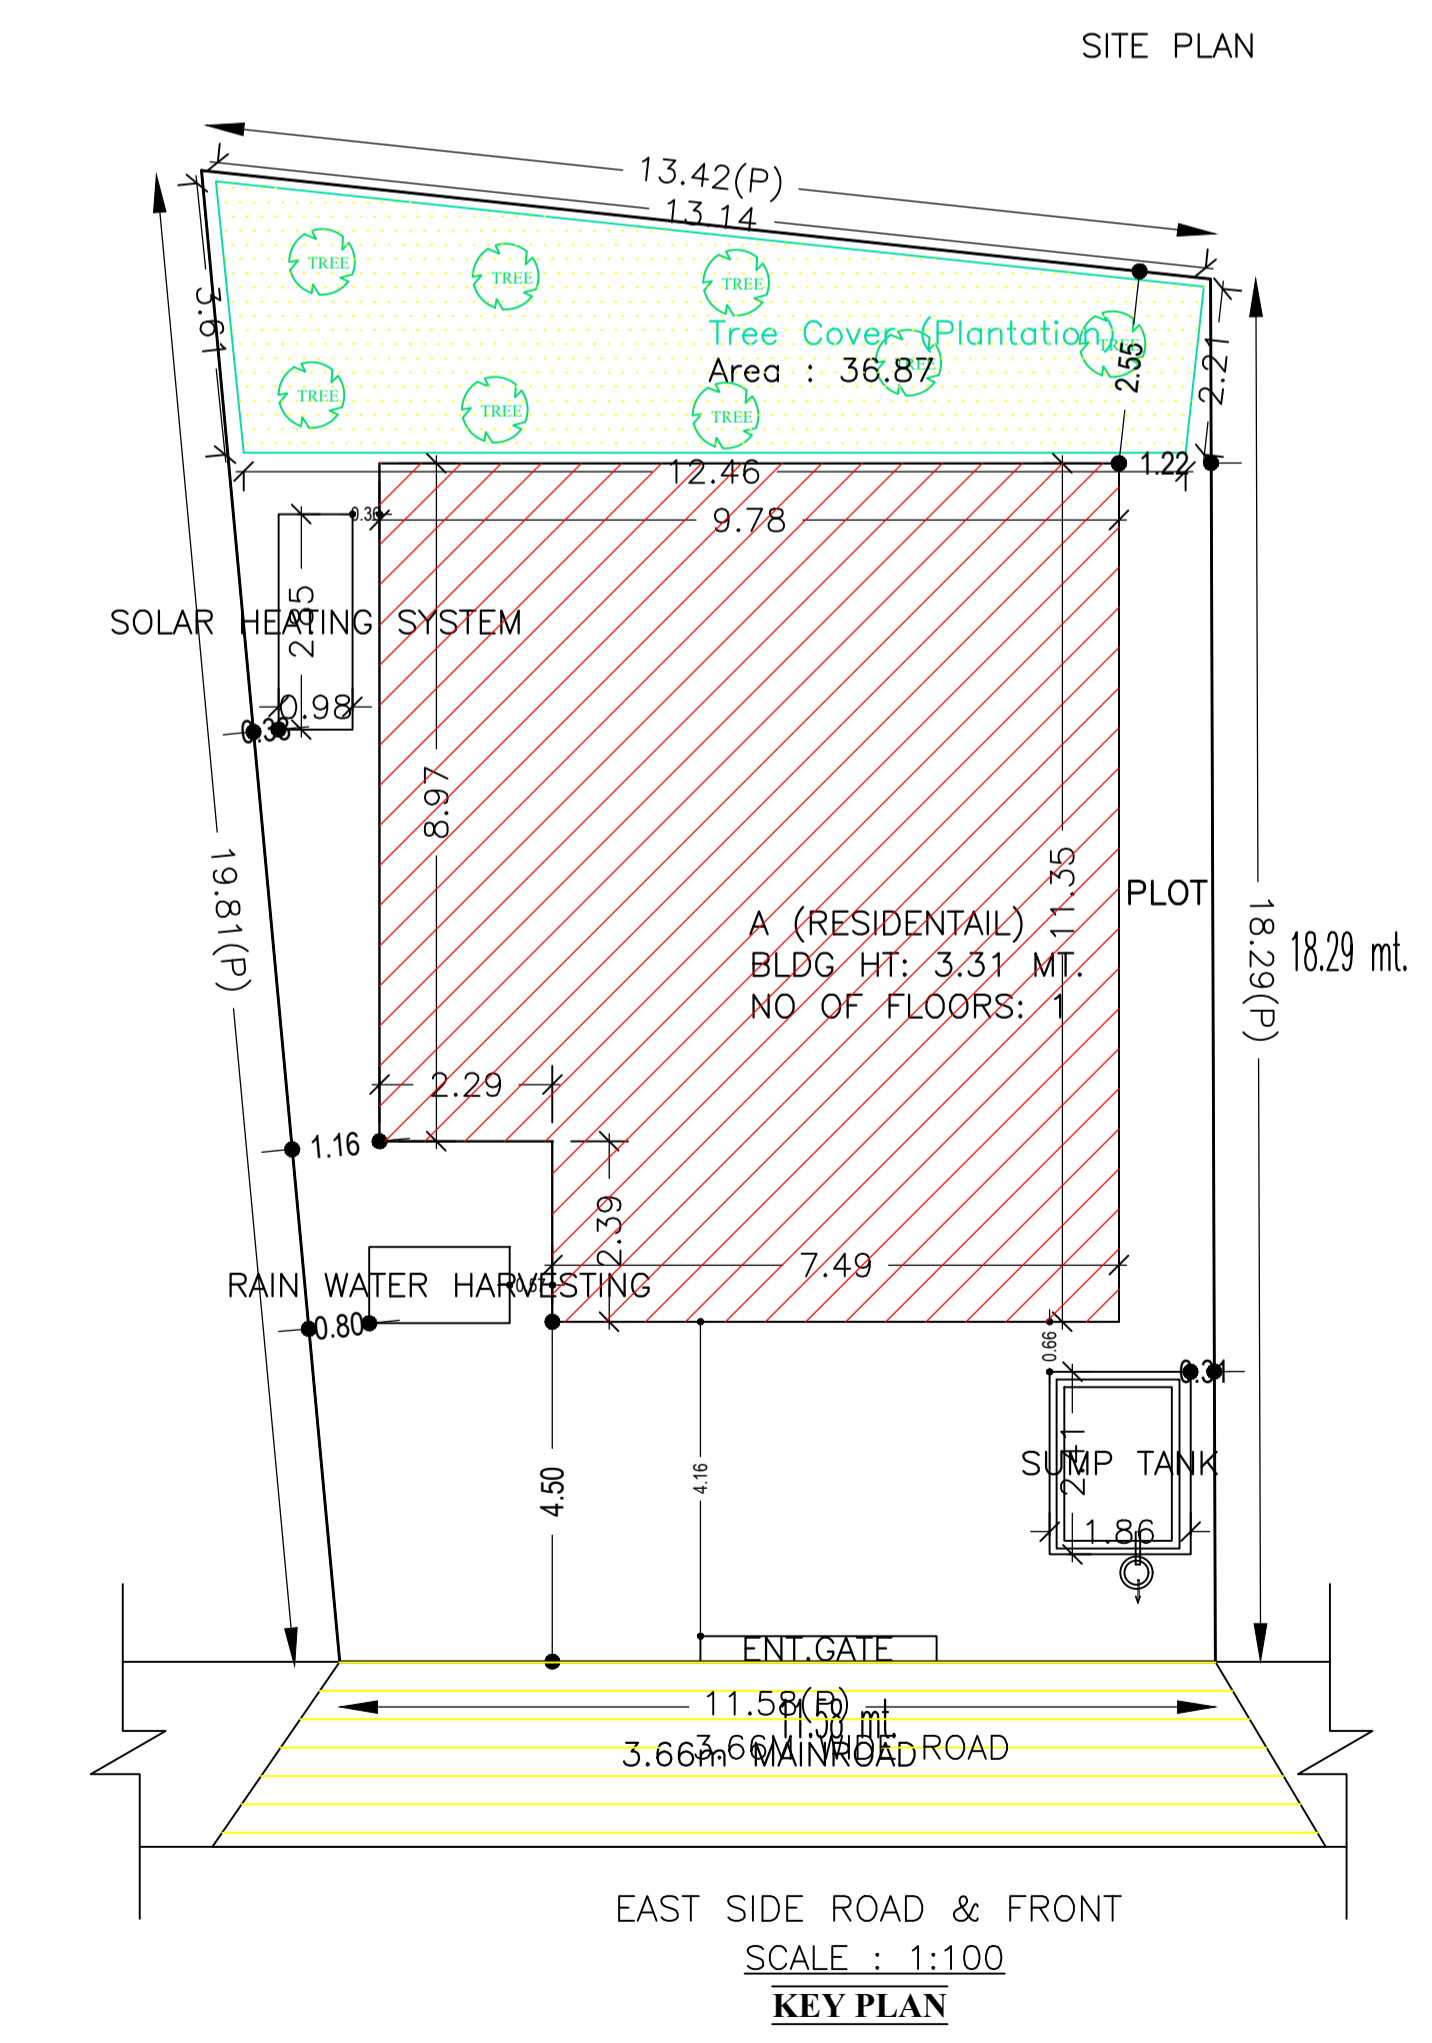 SITE PLAN
13.42(P)
13.14
TREE
TREE
TREE
TREE
TREE
TREE
TREE
TREE
3.61
Tree Cover (Plantation)
Area : 36.87
2.55
2.21
1.22
12.46
9.78
0.36
2.85
SOLAR HEATING SYSTEM
0.98
8.97
11.35
PLOT
19.81(P)
A (RESIDENTAIL)
BLDG HT: 3.31 MT.
NO OF FLOORS: 1
18.29(P)
18.29 mt.
2.29
1.16
2.39
7.49
RAIN WATER HARVESTING
0.57
0.80
0.66
0.31
4.50
4.16
SUMP TANK
2.41
1.86
ENT.GATE
11.58(P)
11.58 mt.
3.66M WIDE ROAD
3.66m MAINROAD
EAST SIDE ROAD & FRONT
SCALE : 1:100
KEY PLAN